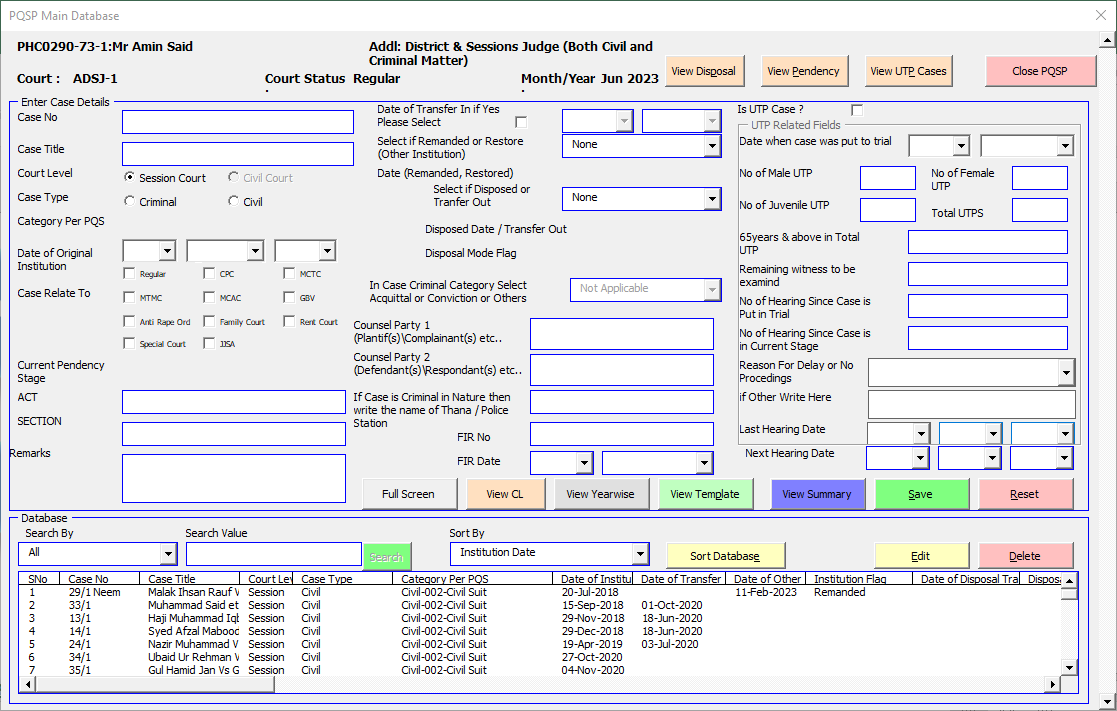 PQSP Main Database
PHC0290-73-1:Mr Amin Said
Addl: District & Sessions Judge (Both Civil and
Criminal Matter)
Court : ADSJ-1
Court Status Regular
Month/Year Jun 2023
View Disposal
View Pendency
View UTP Cases
Close PQSP
Enter Case Details
Case No
Case Title
Court Level
Session Court
Civil Court
Case Type
Criminal
Civil
Category Per PQS
Date of Original
Institution
Regular
CPC
MCTC
Case Relate To
MTMC
MCAC
GBV
Anti Rape Ord
Family Court
Rent Court
Special Court
JJSA
Current Pendency
Stage
ACT
SECTION
Remarks
Date of Transfer In if Yes
Please Select
Select if Remanded or Restore
(Other Institution)
None
Date (Remanded, Restored)
Select if Disposed or
Tranfer Out
None
Disposed Date / Transfer Out
Disposal Mode Flag
In Case Criminal Category Select
Acquittal or Conviction or Others
Not Applicable
Counsel Party 1
(Plantif(s)\Complainant(s) etc..
Counsel Party 2
(Defendant(s)\Respondant(s) etc..
If Case is Criminal in Nature then
write the name of Thana / Police
Station
FIR No
FIR Date
Is UTP Case ?
UTP Related Fields
Date when case was put to trial
No of Male UTP
No of Female
UTP
No of Juvenile UTP
Total UTPS
65years & above in Total
UTP
Remaining witness to be
examind
No of Hearing Since Case is
Put in Trial
No of Hearing Since Case is
in Current Stage
Reason For Delay or No
Procedings
if Other Write Here
Last Hearing Date
Next Hearing Date
Full Screen
View CL
View Yearwise
View Template
View Summary
Save
Reset
Database
Search By
Search Value
Sort By
All
Search
Institution Date
Sort Database
Edit
Delete
SNo Case No Case Title Court Lev Case Type Category Per PQS Date of Institu Date of Transfer Date of Other Institution Flag Date of Disposal Tra Disposa
1 29/1 Neem Malak Ihsan Rauf V Session Civil Civil-002-Civil Suit 20-Jul-2018 11-Feb-2023 Remanded
2 33/1 Muhammad Said et Session Civil Civil-002-Civil Suit 15-Sep-2018 01-Oct-2020
3 13/1 Haji Muhammad Iqb Session Civil Civil-002-Civil Suit 29-Nov-2018 18-Jun-2020
4 14/1 Syed Afzal Mabood Session Civil Civil-002-Civil Suit 29-Dec-2018 18-Jun-2020
5 24/1 Nazir Muhammad V Session Civil Civil-002-Civil Suit 19-Apr-2019 03-Jul-2020
6 34/1 Ubaid Ur Rehman V Session Civil Civil-002-Civil Suit 27-Oct-2020
7 35/1 Gul Hamid Jan Vs G Session Civil Civil-002-Civil Suit 04-Nov-2020